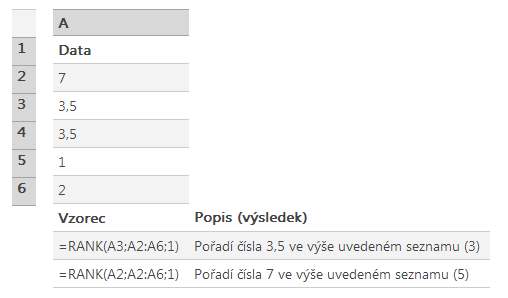 A
1 Data
2 7
3 3,5
4 3,5
5 1
6 2
Vzorec Popis (výsledek)
=RANK(A3;A2:A6;1) Pořadí čísla 3,5 ve výše uvedeném seznamu (3)
=RANK(A2;A2:A6;1) Pořadí čísla 7 ve výše uvedeném seznamu (5)